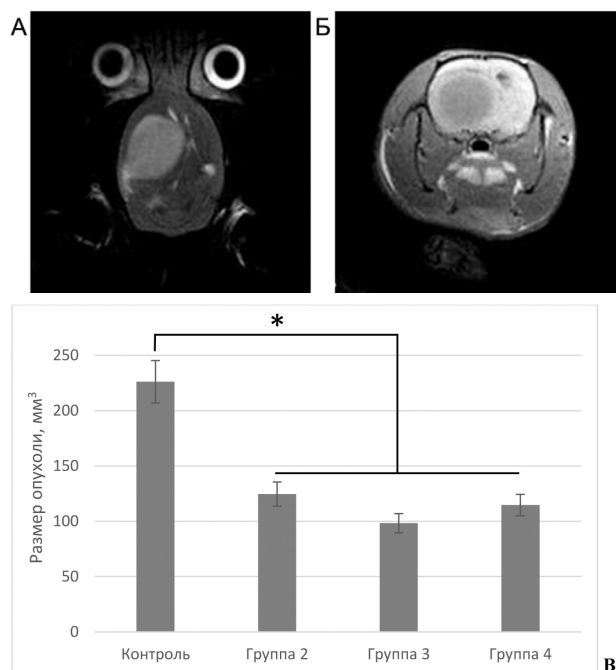 А
Б
*
Размер опухоли, мм³
250
200
150
100
50
0
Контроль
Группа 2
Группа 3
Группа 4
В